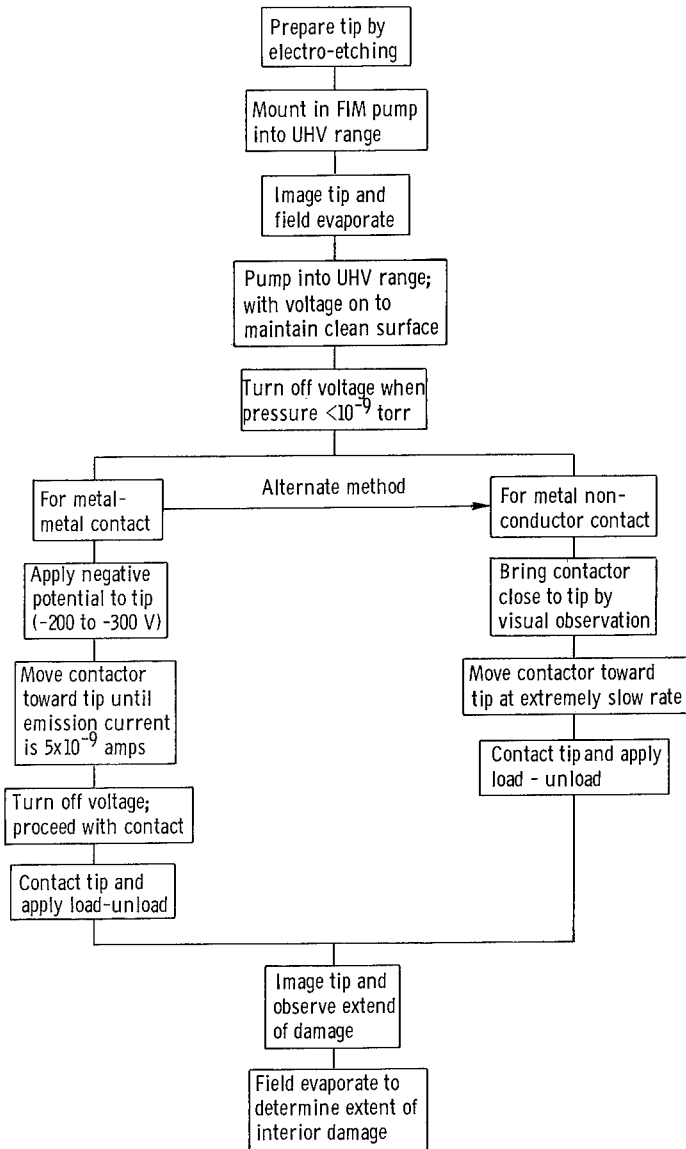 Prepare tip by
electro-etching
Mount in FIM pump
into UHV range
Image tip and
field evaporate
Pump into UHV range;
with voltage on to
maintain clean surface
Turn off voltage when
pressure <10⁻⁹ torr
For metal-
metal contact
Alternate method
For metal non-
conductor contact
Apply negative
potential to tip
(-200 to -300 V)
Move contactor
toward tip until
emission current
is 5x10⁻⁹ amps
Turn off voltage;
proceed with contact
Contact tip and
apply load-unload
Bring contactor
close to tip by
visual observation
Move contactor toward
tip at extremely slow rate
Contact tip and apply
load - unload
Image tip and
observe extend
of damage
Field evaporate to
determine extent of
interior damage